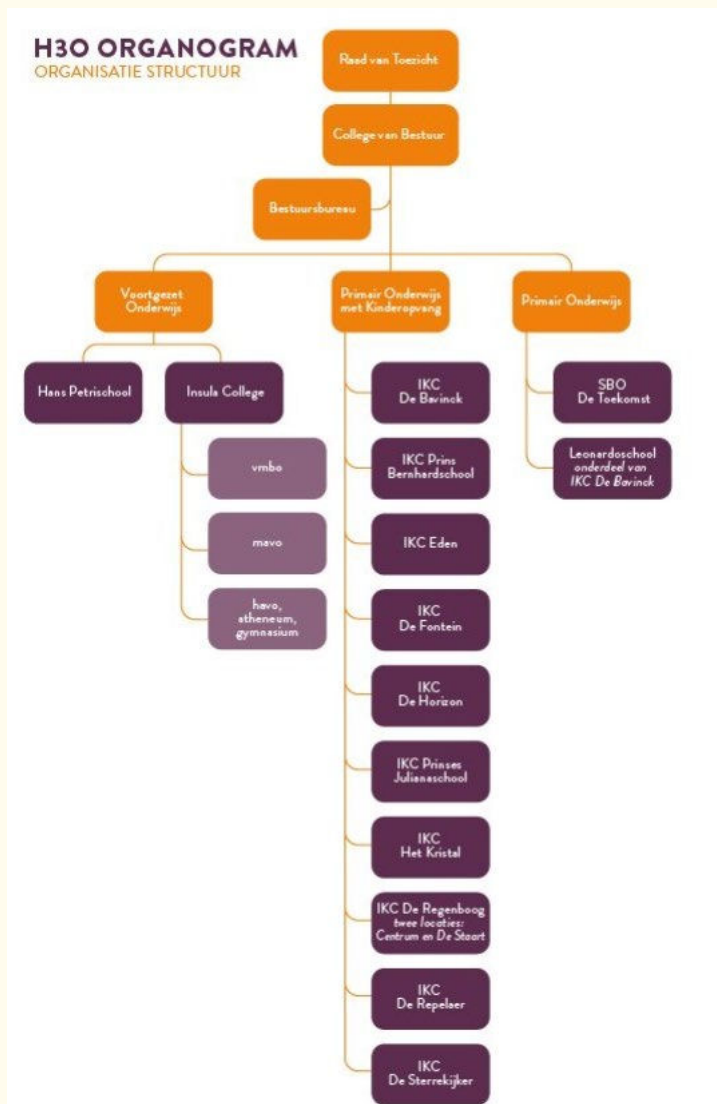 H3O ORGANOGRAM
ORGANISATIE STRUCTUUR
Raad van Toezicht
College van Bestuur
Bestuursbureau
Voortgezet
Onderwijs
Primair Onderwijs
met Kinderopvang
Primair Onderwijs
Hans Petrischool
Insula College
vmbo
mavo
havo,
atheneum,
gymnasium
IKC
De Bavinck
IKC Prins
Bernhardschool
IKC Eden
IKC
De Fontein
IKC
De Horizon
IKC Prinses
Julianaschool
IKC
Het Kristal
IKC De Regenboog
twee locaties:
Centrum en De Staart
IKC
De Repelaer
IKC
De Sterrekijker
SBO
De Toekomst
Leonardoschool
onderdeel van
IKC De Bavinck